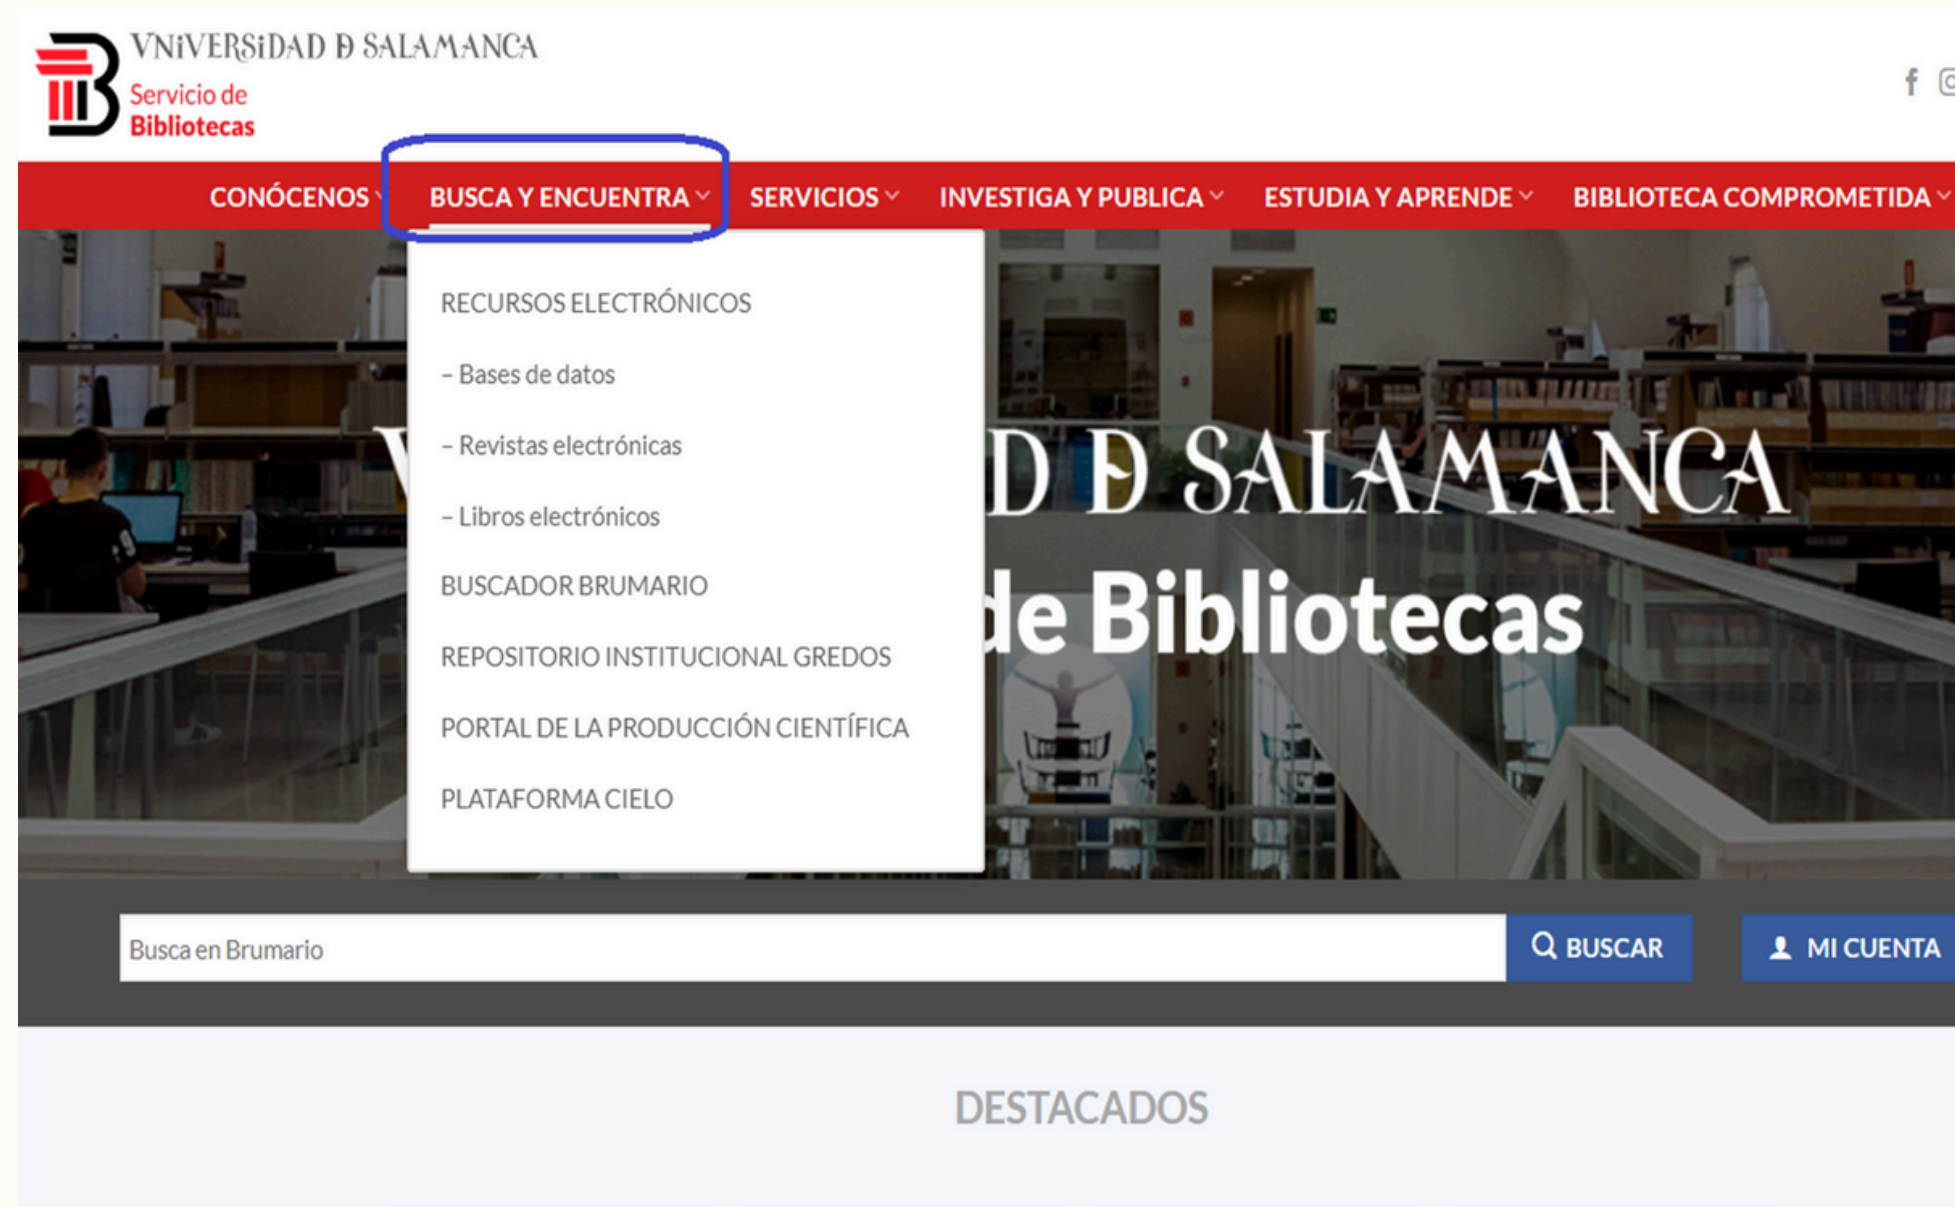 VNiVERSiDAD Ð SALAMANCA
Servicio de
Bibliotecas
CONÓCENOS
BUSCA Y ENCUENTRA
SERVICIOS
INVESTIGA Y PUBLICA
ESTUDIA Y APRENDE
BIBLIOTECA COMPROMETIDA
RECURSOS ELECTRÓNICOS
– Bases de datos
– Revistas electrónicas
– Libros electrónicos
BUSCADOR BRUMARIO
REPOSITORIO INSTITUCIONAL GREDOS
PORTAL DE LA PRODUCCIÓN CIENTÍFICA
PLATAFORMA CIELO
D Ð SALAMANCA
de Bibliotecas
Busca en Brumario
BUSCAR
MI CUENTA
DESTACADOS